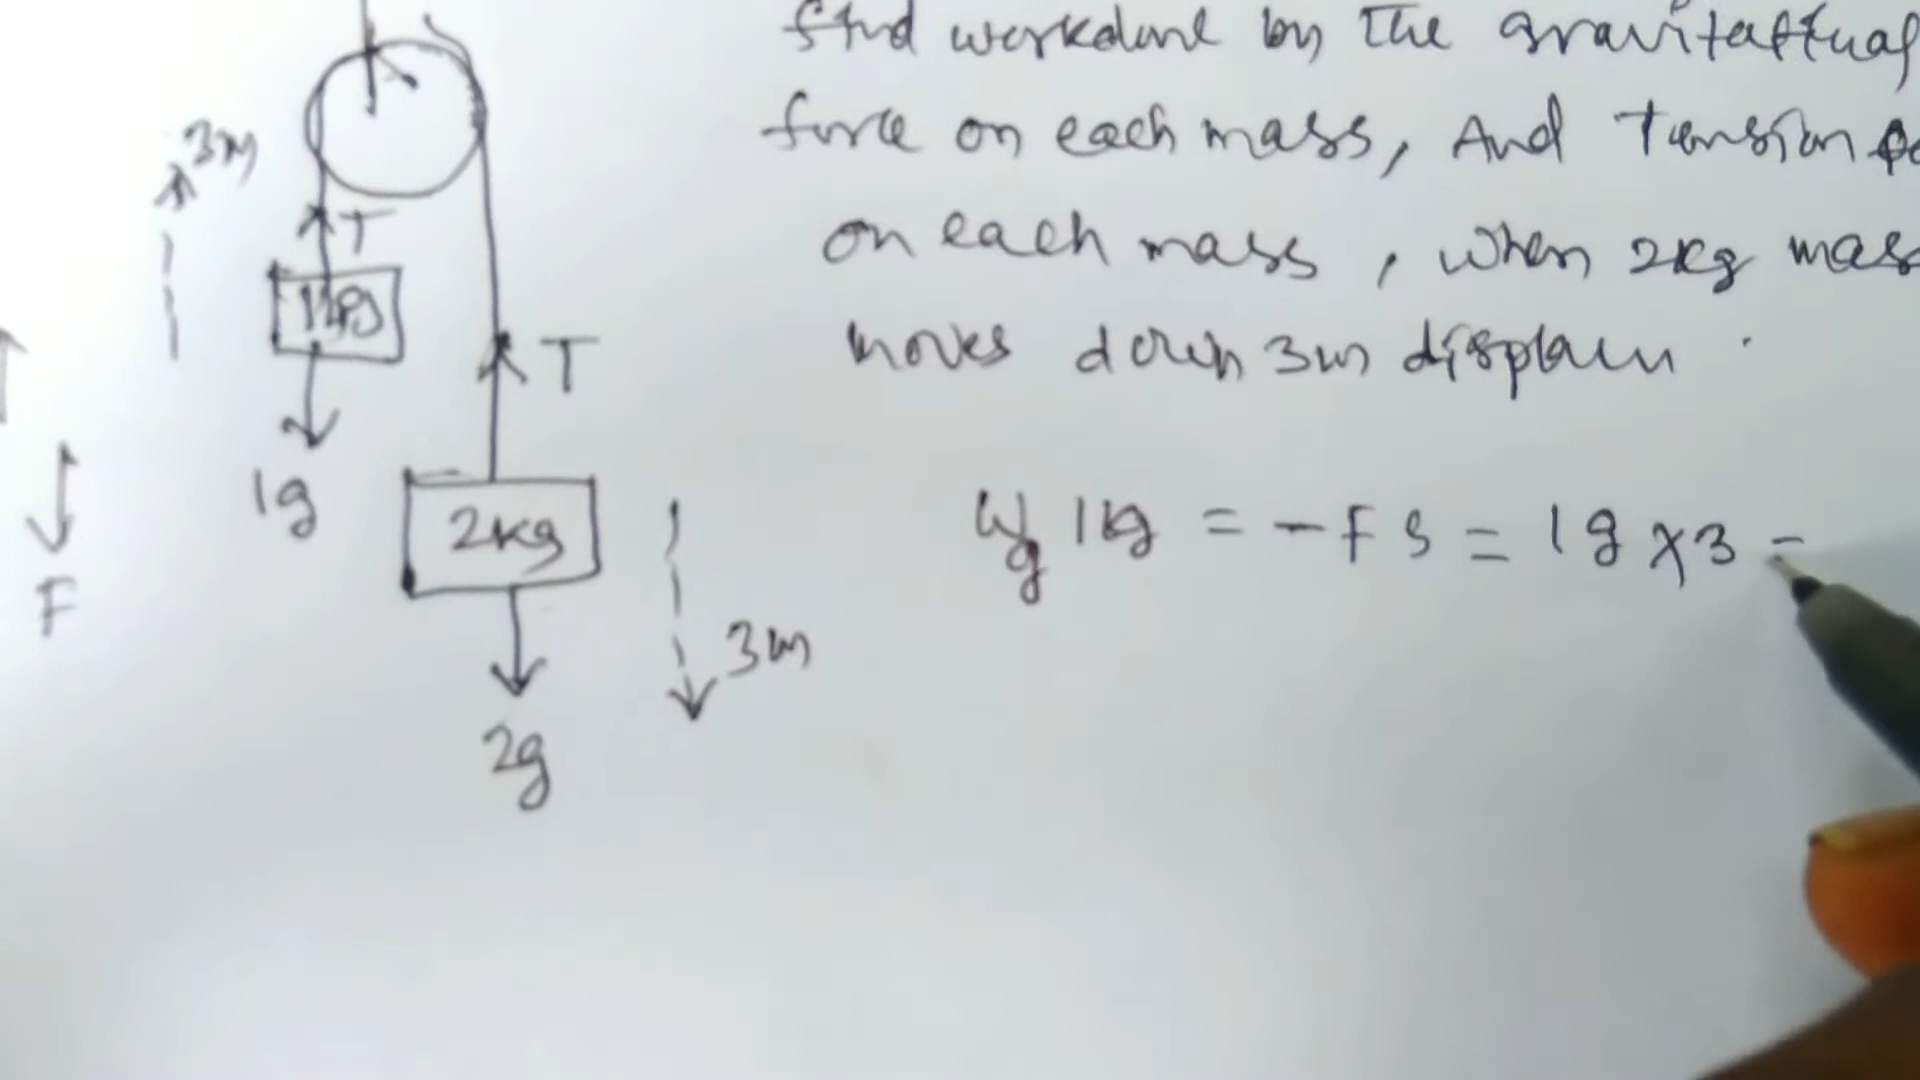 find workdone by the gravitational
force on each mass, And Tension
on each mass, when 2kg mass
moves down 3m displacem
3m
T
1kg
T
1g
2kg
F
3m
2g
Wg 1kg = -FS = 1g x 3 =